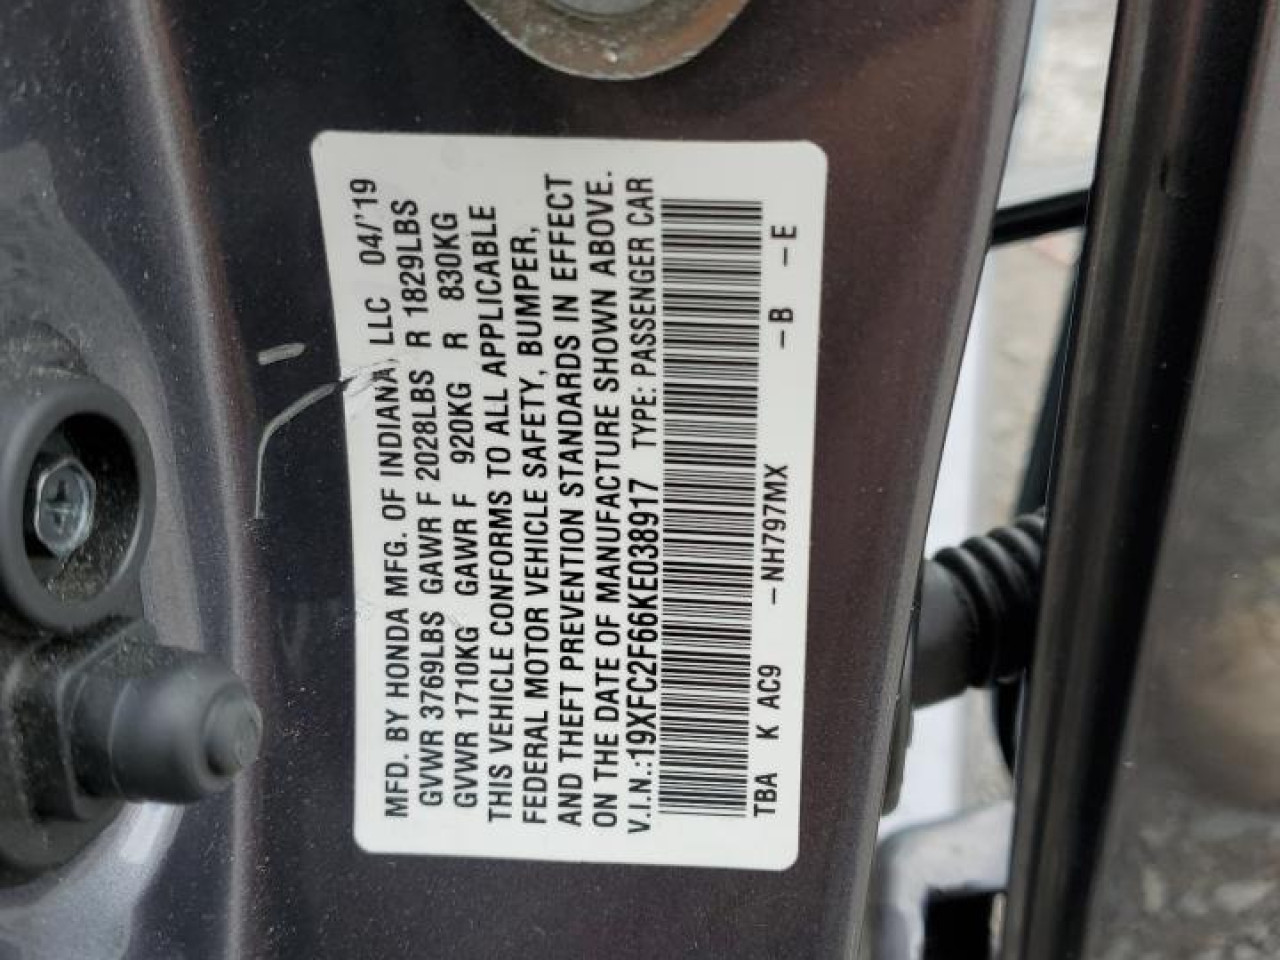 MFD. BY HONDA MFG. OF INDIANA, LLC 04/'19
GVWR 3769LBS GAWR F 2028LBS R 1829LBS
GVWR 1710KG GAWR F 920KG R 830KG
THIS VEHICLE CONFORMS TO ALL APPLICABLE
FEDERAL MOTOR VEHICLE SAFETY, BUMPER,
AND THEFT PREVENTION STANDARDS IN EFFECT
ON THE DATE OF MANUFACTURE SHOWN ABOVE.
V.I.N.:19XFC2F66KE038917 TYPE: PASSENGER CAR
TBA K AC9 -NH797MX -B -E